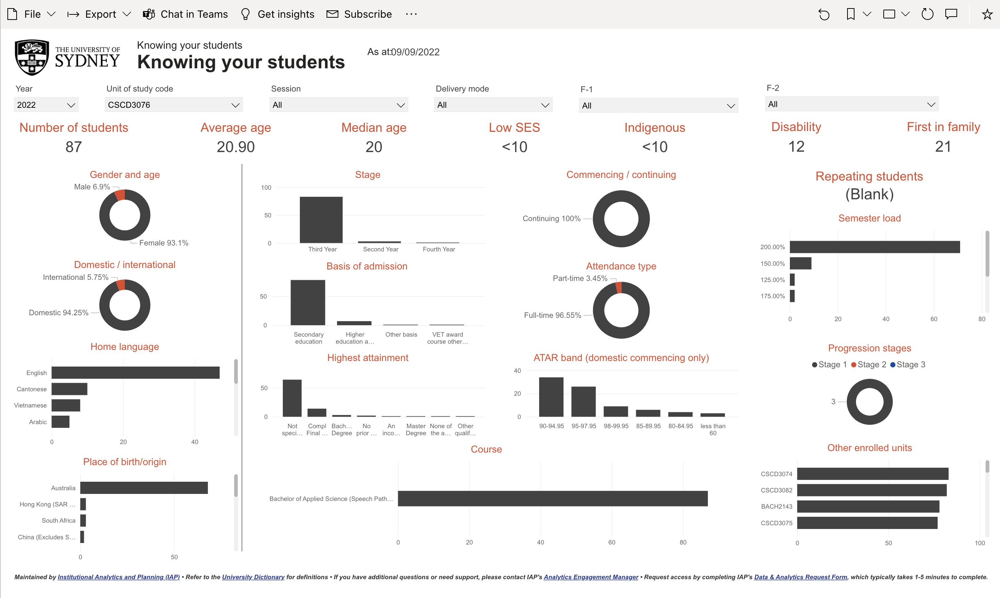 File
Export
Chat in Teams
Get insights
Subscribe
THE UNIVERSITY OF
SYDNEY
Knowing your students
Knowing your students
As at:09/09/2022
Year
2022
Unit of study code
CSCD3076
Session
All
Delivery mode
All
F-1
All
F-2
All
Number of students
87
Average age
20.90
Median age
20
Low SES
<10
Indigenous
<10
Disability
12
First in family
21
Gender and age
Male 6.9%
Female 93.1%
Domestic / international
International 5.75%
Domestic 94.25%
Home language
English
Cantonese
Vietnamese
Arabic
0 20 40
Place of birth/origin
Australia
Hong Kong (SAR ...
South Africa
China (Excludes S...
0 50
Stage
100
50
0
Third Year
Second Year
Fourth Year
Basis of admission
50
0
Secondary
education
Higher
education a...
Other basis
VET award
course other...
Highest attainment
50
0
Not
speci...
Compl
Final ...
Bach...
Degree
No
prior ...
An
inco...
Master
Degree
None of
the a...
Other
qualif...
Commencing / continuing
Continuing 100%
Attendance type
Part-time 3.45%
Full-time 96.55%
ATAR band (domestic commencing only)
40
20
0
90-94.95
95-97.95
98-99.95
85-89.95
80-84.95
less than
60
Course
Bachelor of Applied Science (Speech Path...
0 20 40 60 80
Repeating students
(Blank)
Semester load
200.00%
150.00%
125.00%
175.00%
0 20 40 60 80
Progression stages
Stage 1 Stage 2 Stage 3
3
Other enrolled units
CSCD3074
CSCD3082
BACH2143
CSCD3075
0 50 100
Maintained by Institutional Analytics and Planning (IAP) • Refer to the University Dictionary for definitions • If you have additional questions or need support, please contact IAP's Analytics Engagement Manager • Request access by completing IAP's Data & Analytics Request Form, which typically takes 1-5 minutes to complete.